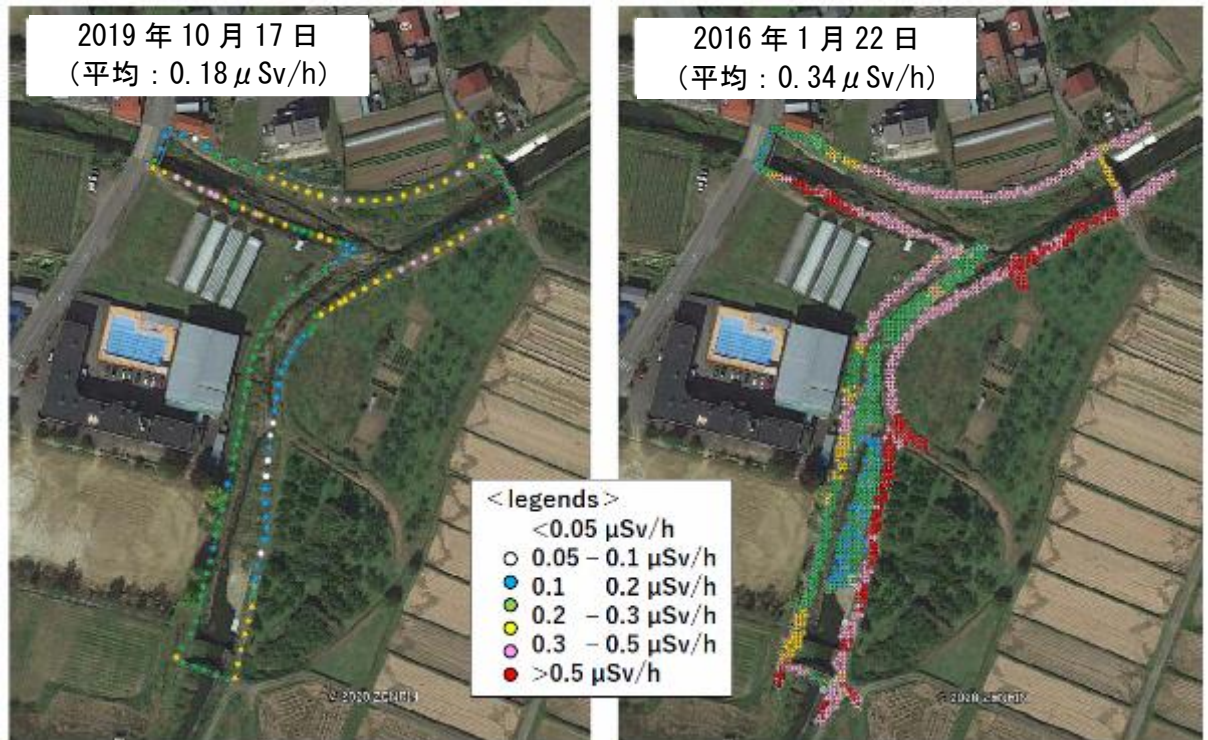 2019 年 10 月 17 日
(平均：0.18 μ Sv/h)
2016 年 1 月 22 日
(平均：0.34 μ Sv/h)
＜legends＞
<0.05 μSv/h
0.05 – 0.1 μSv/h
0.1 0.2 μSv/h
0.2 – 0.3 μSv/h
0.3 – 0.5 μSv/h
>0.5 μSv/h
© 2020 ZENRIN
© 2020 ZENRIN